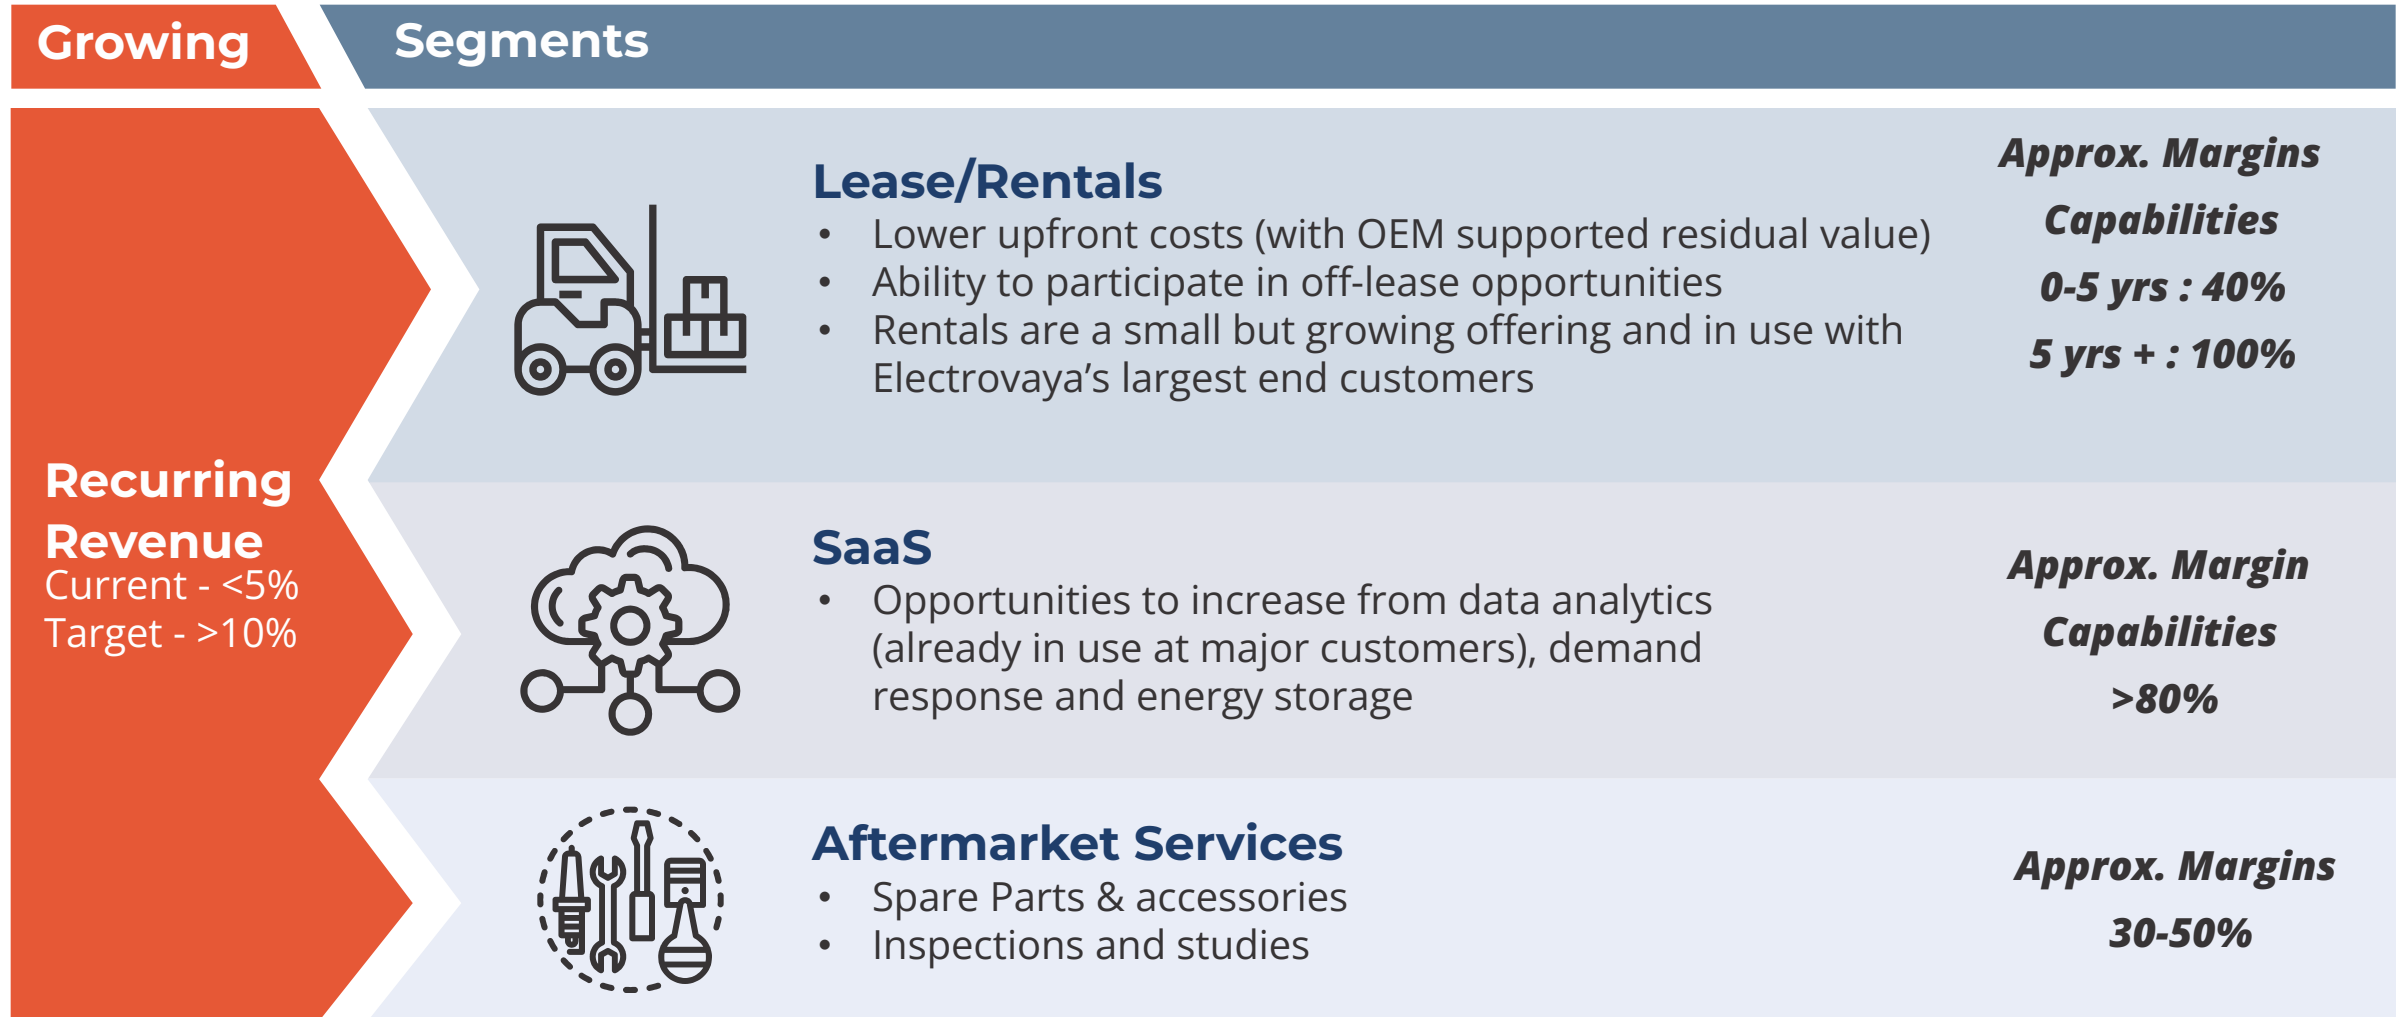 Growing
Segments
Recurring
Revenue
Current - <5%
Target - >10%
Lease/Rentals
• Lower upfront costs (with OEM supported residual value)
• Ability to participate in off-lease opportunities
• Rentals are a small but growing offering and in use with
Electrovaya’s largest end customers
Approx. Margins
Capabilities
0-5 yrs : 40%
5 yrs + : 100%
SaaS
• Opportunities to increase from data analytics
(already in use at major customers), demand
response and energy storage
Approx. Margin
Capabilities
>80%
Aftermarket Services
• Spare Parts & accessories
• Inspections and studies
Approx. Margins
30-50%